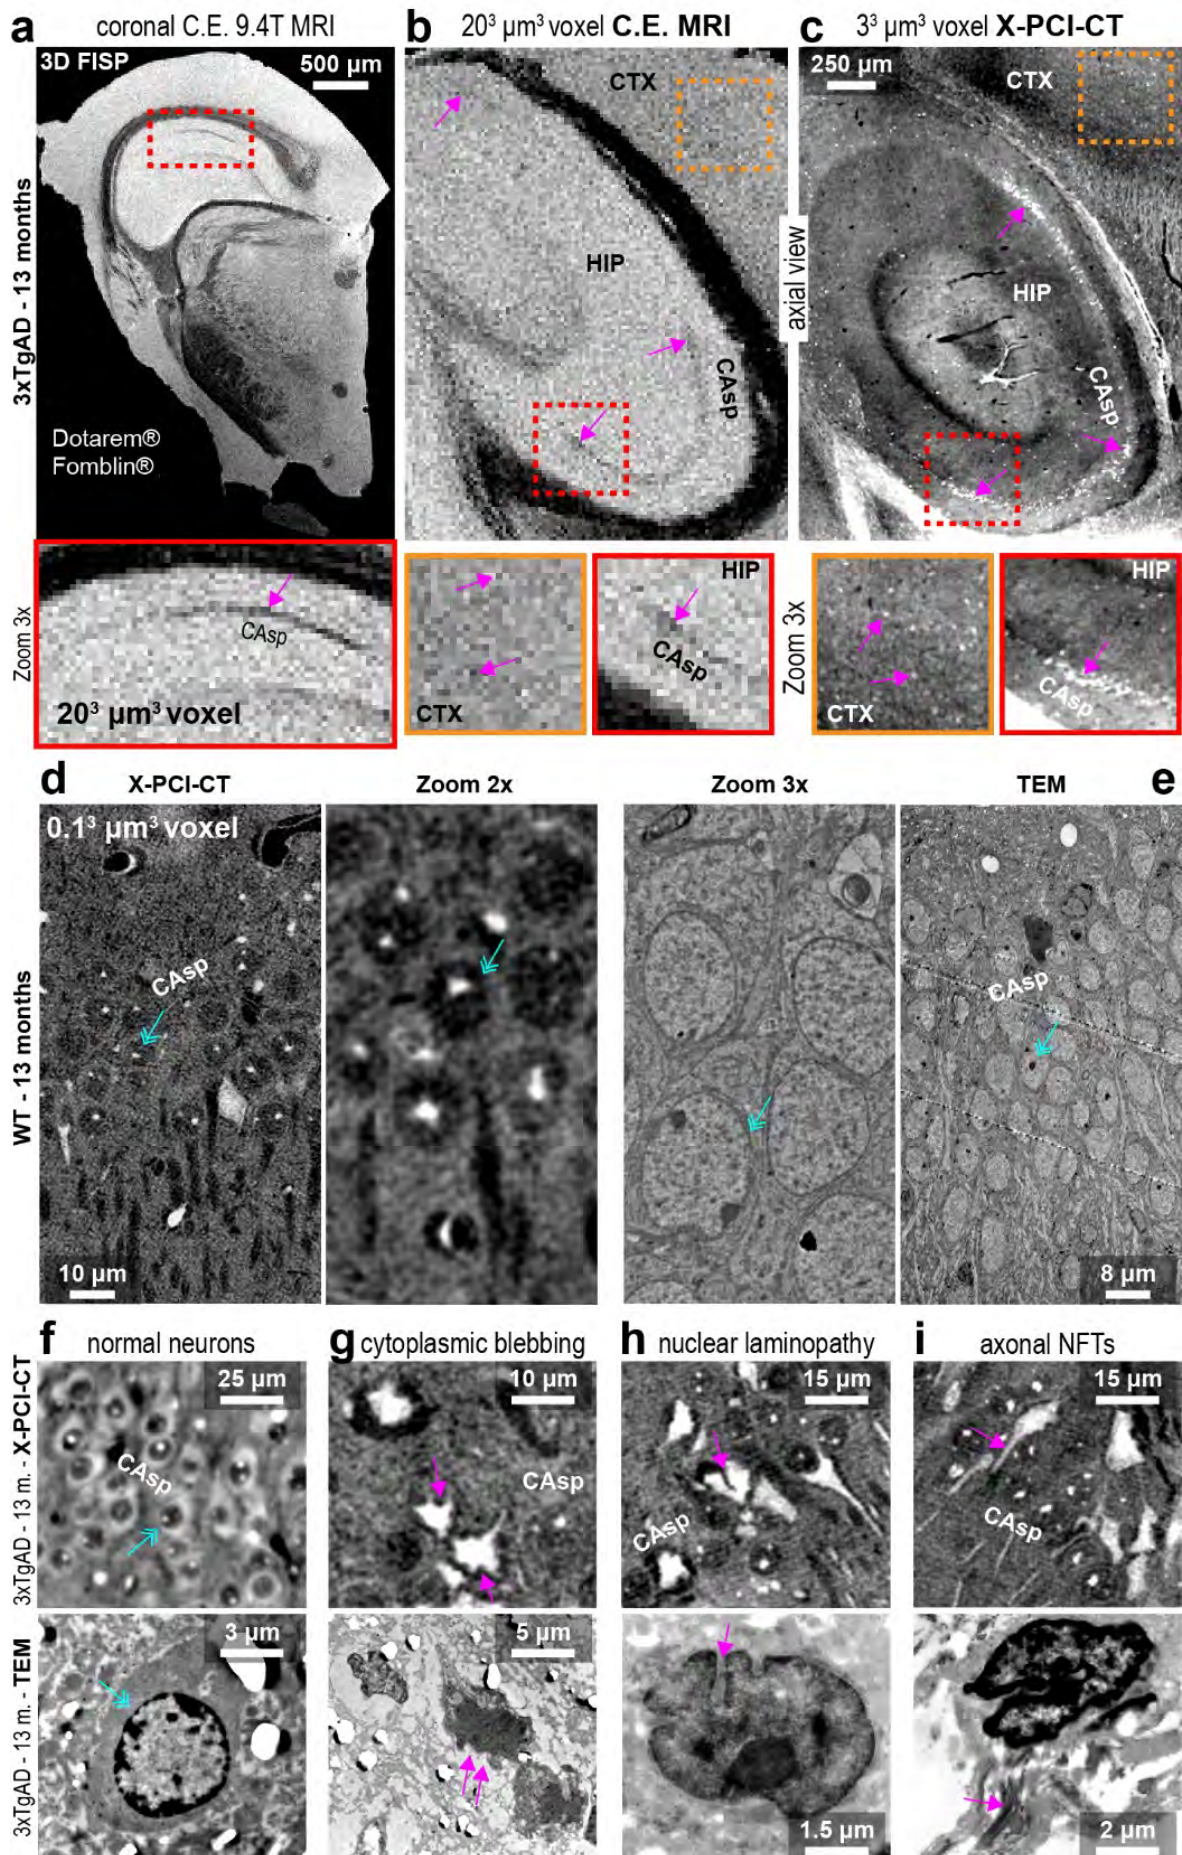 a coronal C.E. 9.4T MRI
3D FISP
500 µm
3xTgAD - 13 months
Dotarem®
Fomblin®
Zoom 3x
CAsp
20³ µm³ voxel
b 20³ µm³ voxel C.E. MRI
CTX
HIP
CAsp
CTX
HIP
CAsp
axial view
c 3³ µm³ voxel X-PCI-CT
250 µm
CTX
HIP
CAsp
Zoom 3x
CTX
HIP
CAsp
d X-PCI-CT
Zoom 2x
Zoom 3x
TEM e
WT - 13 months
0.1³ µm³ voxel
CAsp
10 µm
CAsp
8 µm
f normal neurons
g cytoplasmic blebbing
h nuclear laminopathy
i axonal NFTs
3xTgAD - 13 m. - X-PCI-CT
25 µm
CAsp
10 µm
CAsp
15 µm
CAsp
15 µm
CAsp
3xTgAD - 13 m. - TEM
3 µm
5 µm
1.5 µm
2 µm